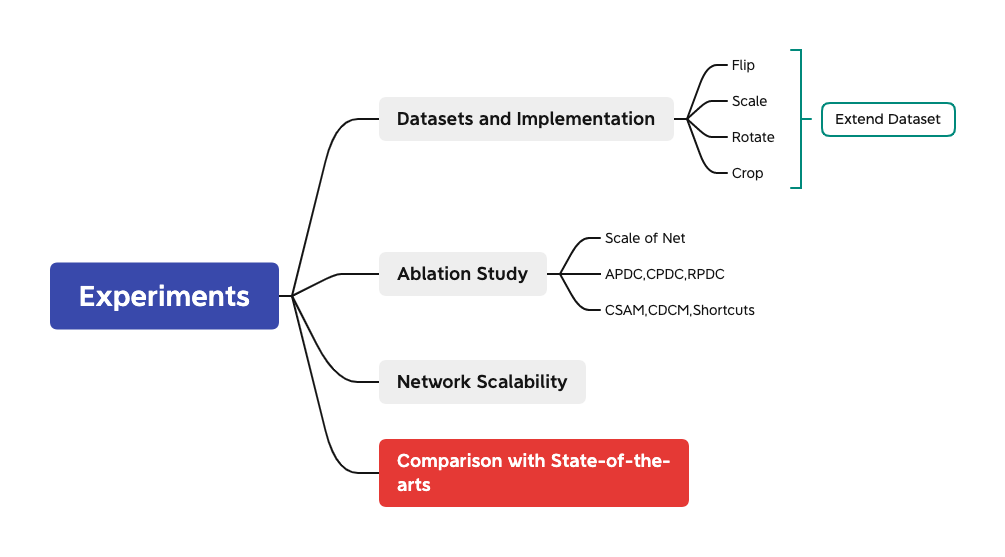 Experiments
Datasets and Implementation
Flip
Scale
Rotate
Crop
Extend Dataset
Ablation Study
Scale of Net
APDC,CPDC,RPDC
CSAM,CDCM,Shortcuts
Network Scalability
Comparison with State-of-the-
arts